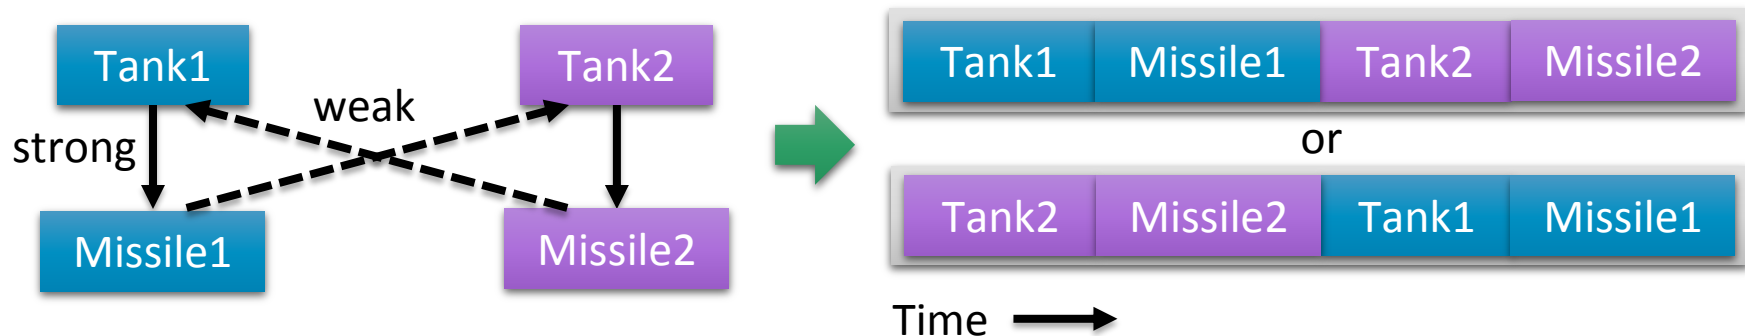 Tank1
Tank2
weak
strong
Missile1
Missile2
Tank1 Missile1 Tank2 Missile2
or
Tank2 Missile2 Tank1 Missile1
Time